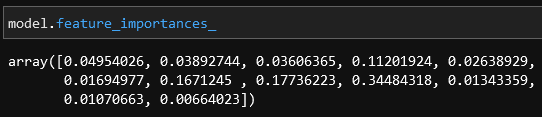 model.feature_importances_
array([0.04954026, 0.03892744, 0.03606365, 0.11201924, 0.02638929,
0.01694977, 0.1671245 , 0.17736223, 0.34484318, 0.01343359,
0.01070663, 0.00664023])